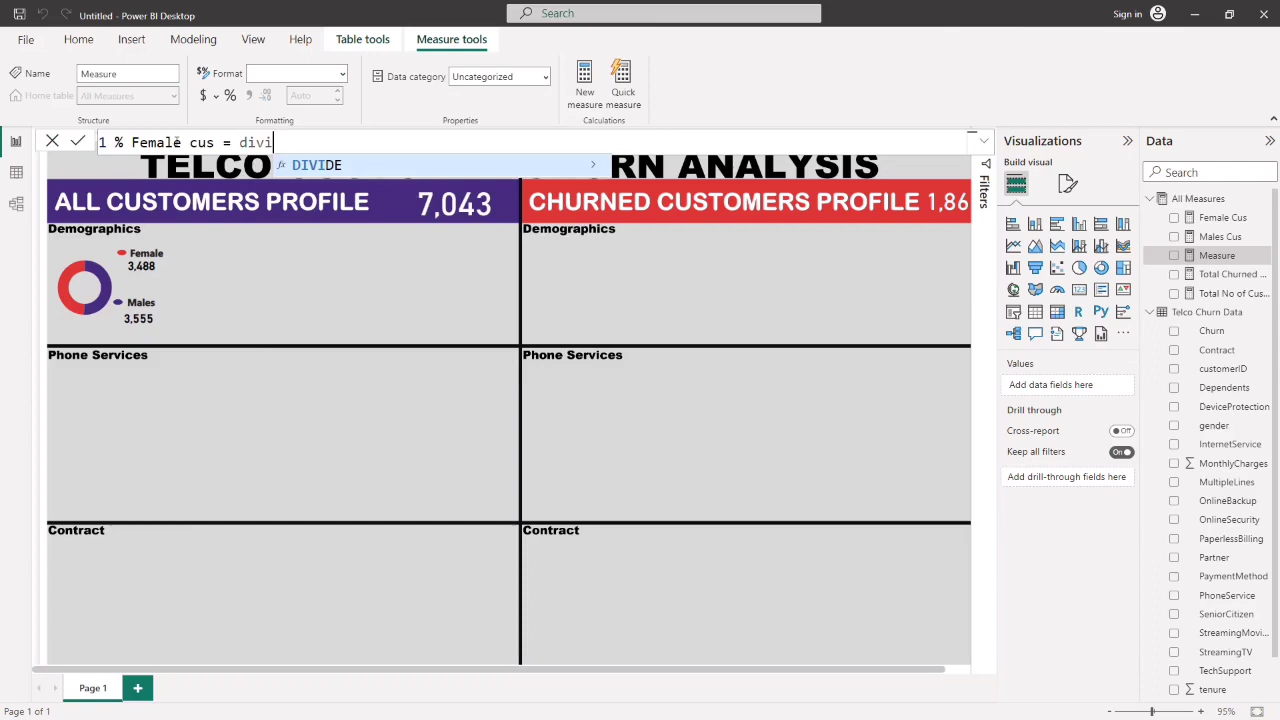 Untitled - Power BI Desktop
Search
Sign in
File
Home
Insert
Modeling
View
Help
Table tools
Measure tools
Name
Measure
Format
Data category
Uncategorized
New measure
Quick measure
Home table
All Measures
$
%
Auto
Structure
Formatting
Properties
Calculations
1 % Female cus = divi
DIVIDE
TELCO
RN ANALYSIS
ALL CUSTOMERS PROFILE 7,043
CHURNED CUSTOMERS PROFILE 1,86
Demographics
Female
3,488
Males
3,555
Demographics
Phone Services
Phone Services
Contract
Contract
Filters
Visualizations
Build visual
R
Py
Values
Add data fields here
Drill through
Cross-report
Off
Keep all filters
On
Add drill-through fields here
Data
Search
All Measures
Female Cus
Males Cus
Measure
Total Churned ...
Total No of Cus...
Telco Churn Data
Churn
Contract
customerID
Dependents
DeviceProtection
gender
InternetService
MonthlyCharges
MultipleLines
OnlineBackup
OnlineSecurity
PaperlessBilling
Partner
PaymentMethod
PhoneService
SeniorCitizen
StreamingMovi...
StreamingTV
TechSupport
tenure
Page 1
Page 1 of 1
95%